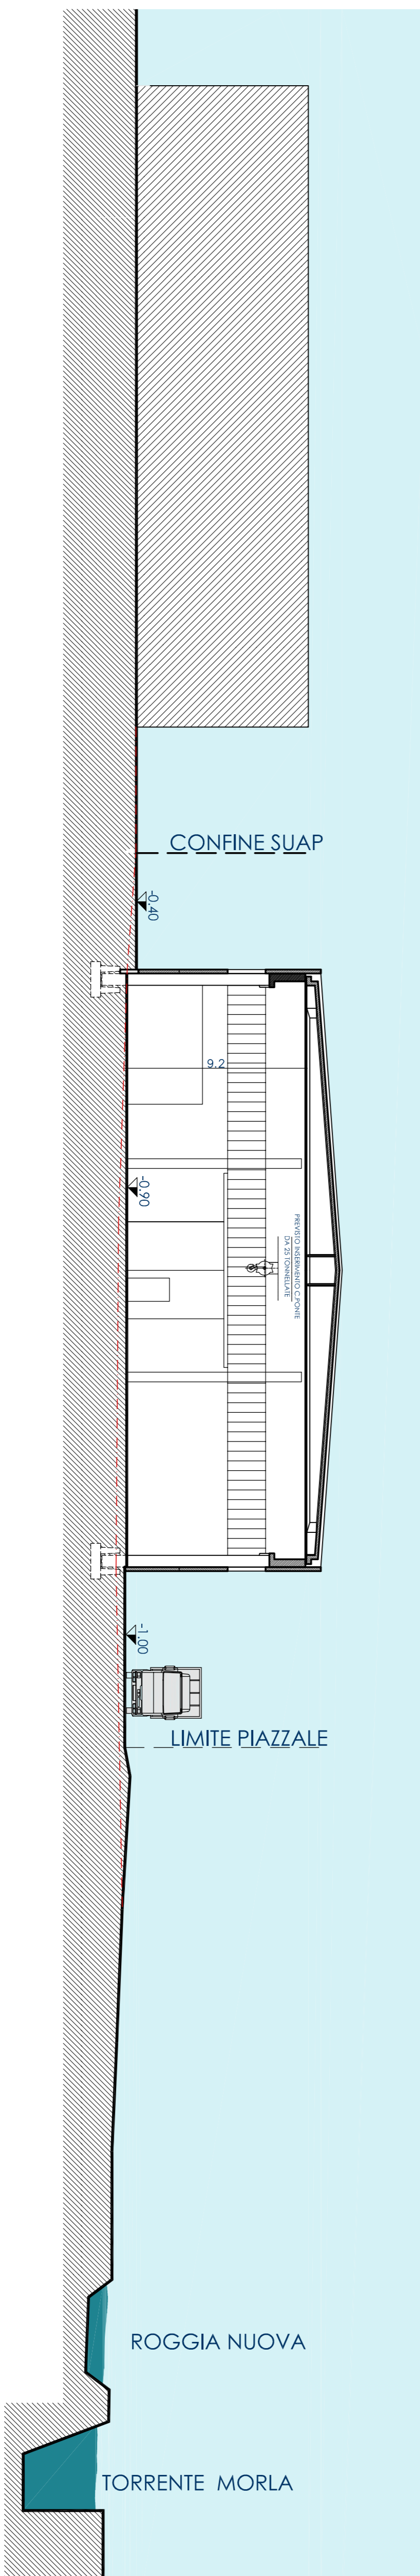 CONFINE SUAP
-0.40
9.2
-0.90
PREVISTO INSERIMENTO C.PONTE
DA 25 TONNELLATE
-1.00
LIMITE PIAZZALE
ROGGIA NUOVA
TORRENTE MORLA